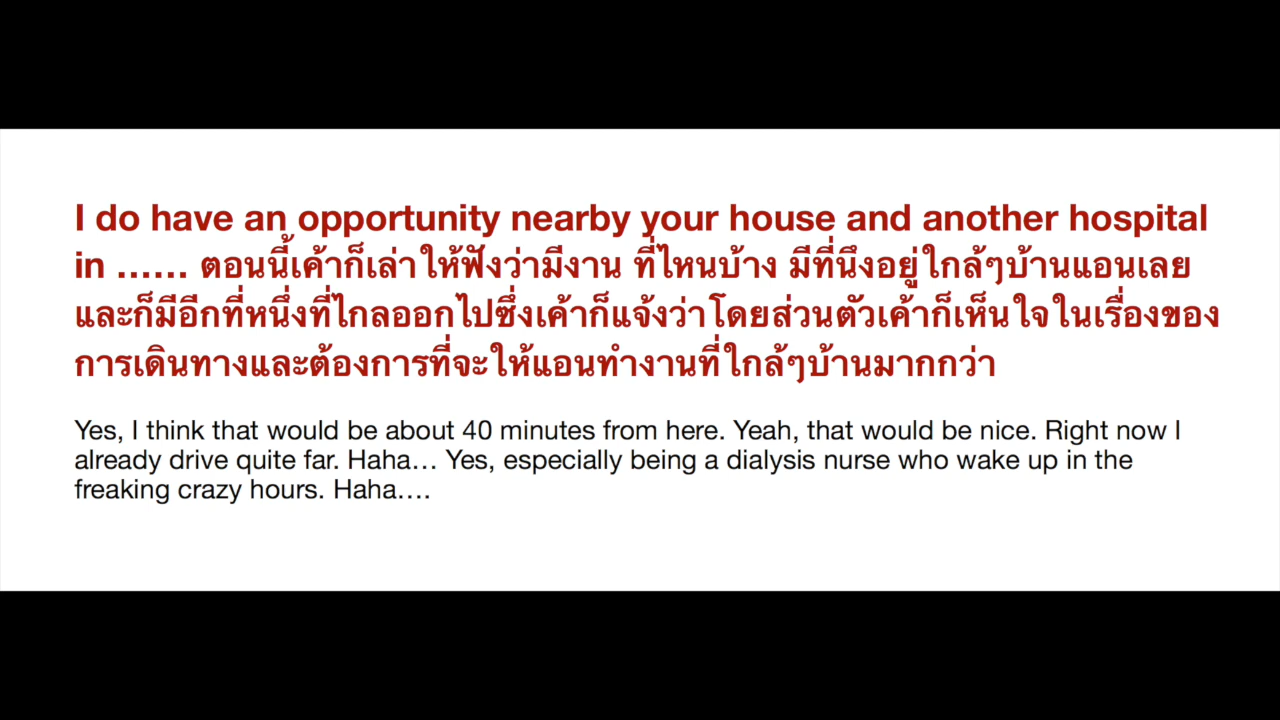 I do have an opportunity nearby your house and another hospital
in …… ตอนนี้เค้าก็เล่าให้ฟังว่ามีงาน ที่ไหนบ้าง มีที่นึงอยู่ใกล้ๆบ้านแอนเลย
และก็มีอีกที่หนึ่งที่ไกลออกไปซึ่งเค้าก็แจ้งว่าโดยส่วนตัวเค้าก็เห็นใจในเรื่องของ
การเดินทางและต้องการที่จะให้แอนทำงานที่ใกล้ๆบ้านมากกว่า
Yes, I think that would be about 40 minutes from here. Yeah, that would be nice. Right now I
already drive quite far. Haha… Yes, especially being a dialysis nurse who wake up in the
freaking crazy hours. Haha….